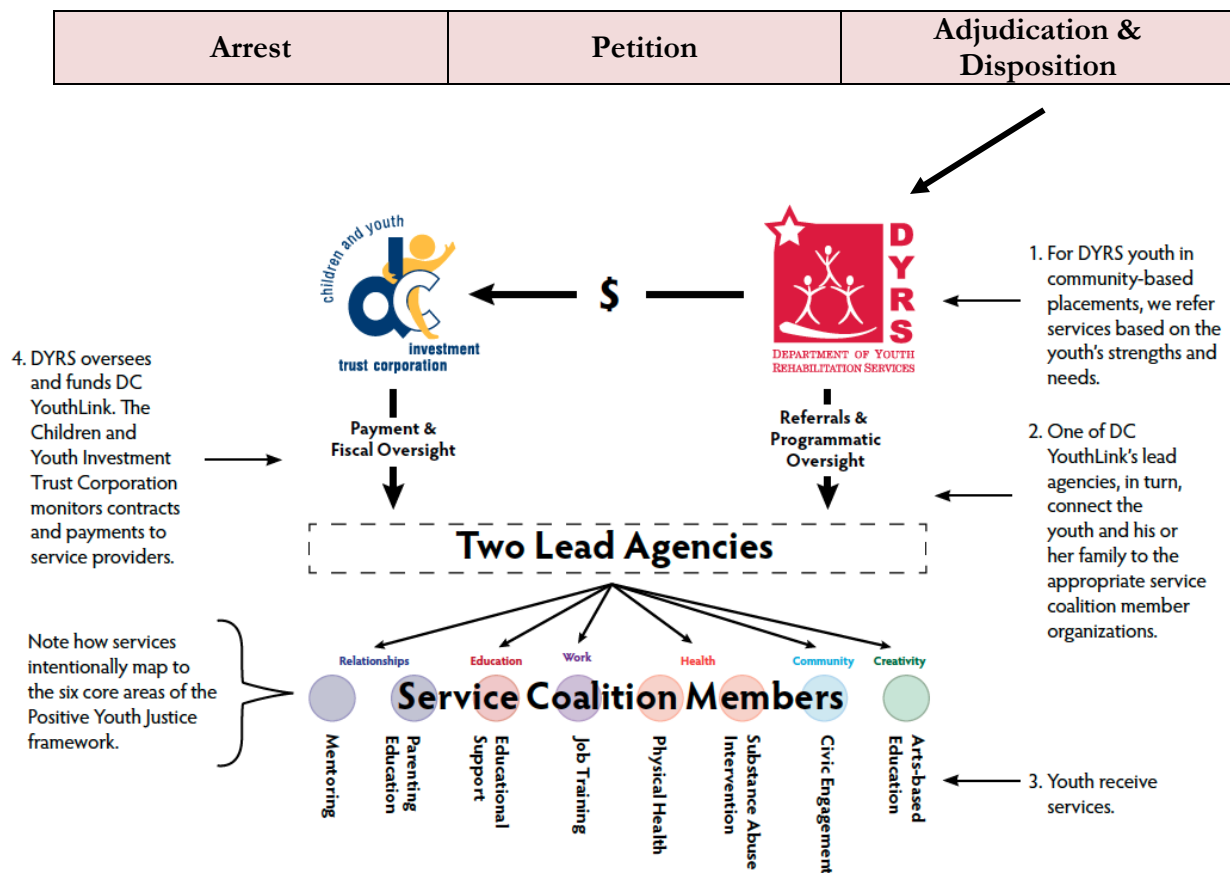 Arrest
Petition
Adjudication &
Disposition
children and youth
dc
investment
trust corporation
$
DYRS
DEPARTMENT OF YOUTH
REHABILITATION SERVICES
1. For DYRS youth in
community-based
placements, we refer
services based on the
youth's strengths and
needs.
4. DYRS oversees
and funds DC
YouthLink. The
Children and
Youth Investment
Trust Corporation
monitors contracts
and payments to
service providers.
Payment &
Fiscal Oversight
Referrals &
Programmatic
Oversight
2. One of DC
YouthLink's lead
agencies, in turn,
connect the
youth and his or
her family to the
appropriate service
coalition member
organizations.
Two Lead Agencies
Note how services
intentionally map to
the six core areas of the
Positive Youth Justice
framework.
Relationships
Education
Work
Health
Community
Creativity
Service Coalition Members
Mentoring
Parenting
Education
Educational
Support
Job Training
Physical Health
Substance Abuse
Intervention
Civic Engagement
Arts-based
Education
3. Youth receive
services.